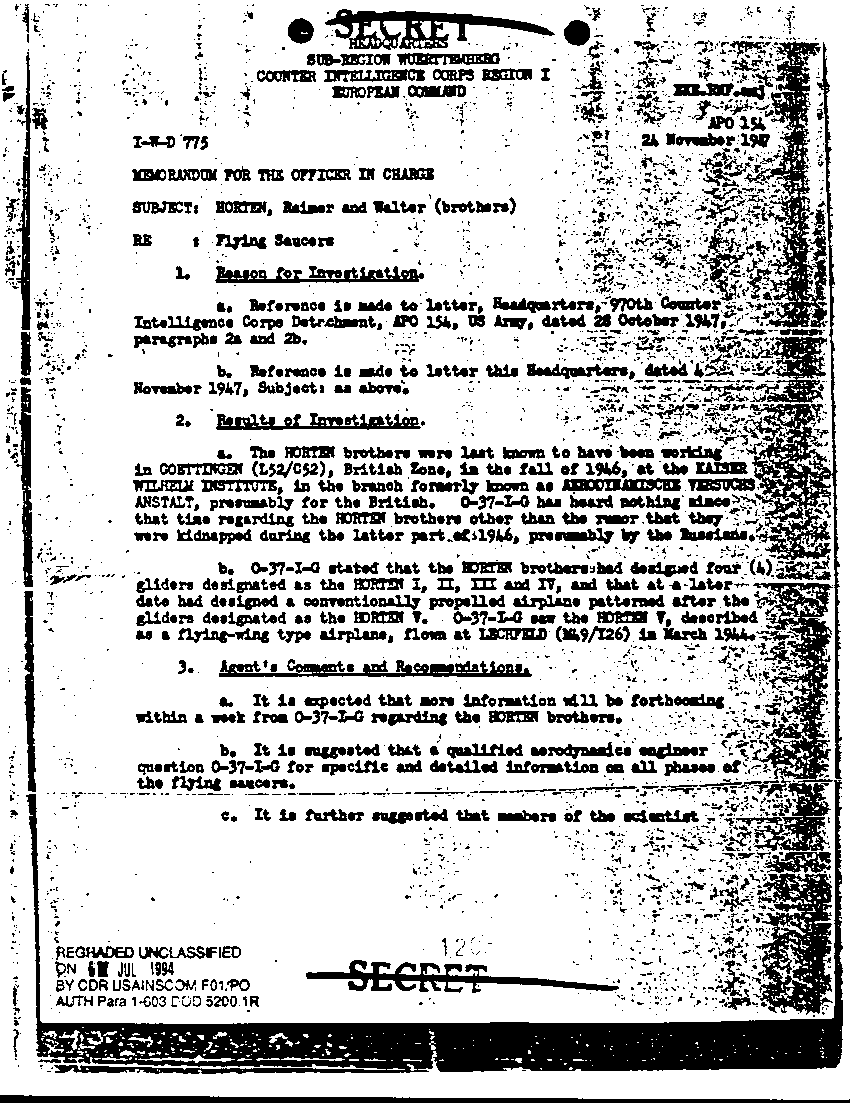 SECRET
HEADQUARTERS
SUB-REGION WUERTTEMBERG
COUNTER INTELLIGENCE CORPS REGION I
EUROPEAN COMMAND
APO 154
I-W-D 775
24 November 1947
MEMORANDUM FOR THE OFFICER IN CHARGE
SUBJECT: HORTEN, Reimer and Walter (brothers)
RE : Flying Saucers
1. Reason for Investigation.
a. Reference is made to letter, Headquarters, 970th Counter
Intelligence Corps Detachment, APO 154, US Army, dated 28 October 1947,
paragraphs 2a and 2b.
b. Reference is made to letter this Headquarters, dated 4
November 1947, Subject: as above.
2. Results of Investigation.
a. The HORTEN brothers were last known to have been working
in GOETTINGEN (L52/C52), British Zone, in the fall of 1946, at the KAISER
WILHELM INSTITUTE, in the branch formerly known as AERODYNAMISCHE VERSUCHS
ANSTALT, presumably for the British. O-37-L-G has heard nothing since
that time regarding the HORTEN brothers other than the rumor that they
were kidnapped during the latter part of 1946, presumably by the Russians.
b. O-37-L-G stated that the HORTEN brothers had designed four (4)
gliders designated as the HORTEN I, II, III and IV, and that at a later
date had designed a conventionally propelled airplane patterned after the
gliders designated as the HORTEN V. O-37-L-G saw the HORTEN V, described
as a flying-wing type airplane, flown at LECHFELD (M49/Y26) in March 1944.
3. Agent's Comments and Recommendations.
a. It is expected that more information will be forthcoming
within a week from O-37-L-G regarding the HORTEN brothers.
b. It is suggested that a qualified aerodynamics engineer
question O-37-L-G for specific and detailed information on all phases of
the flying saucers.
c. It is further suggested that members of the scientist
120
REGRADED UNCLASSIFIED
ON JUL 1994
BY CDR USAINSCOM F01/PO
AUTH Para 1-603 DOD 5200.1R
SECRET